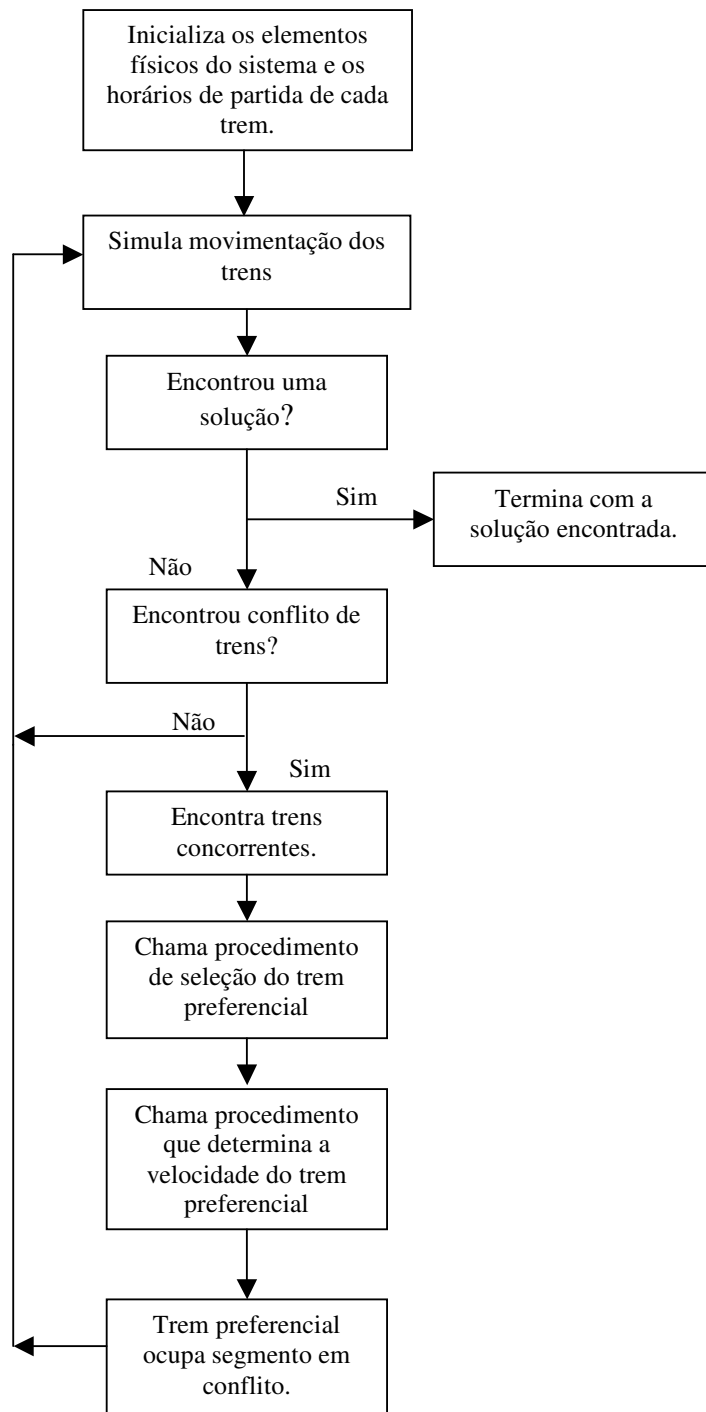 Inicializa os elementos
físicos do sistema e os
horários de partida de cada
trem.
Simula movimentação dos
trens
Encontrou uma
solução?
Sim
Termina com a
solução encontrada.
Não
Encontrou conflito de
trens?
Não
Sim
Encontra trens
concorrentes.
Chama procedimento
de seleção do trem
preferencial
Chama procedimento
que determina a
velocidade do trem
preferencial
Trem preferencial
ocupa segmento em
conflito.